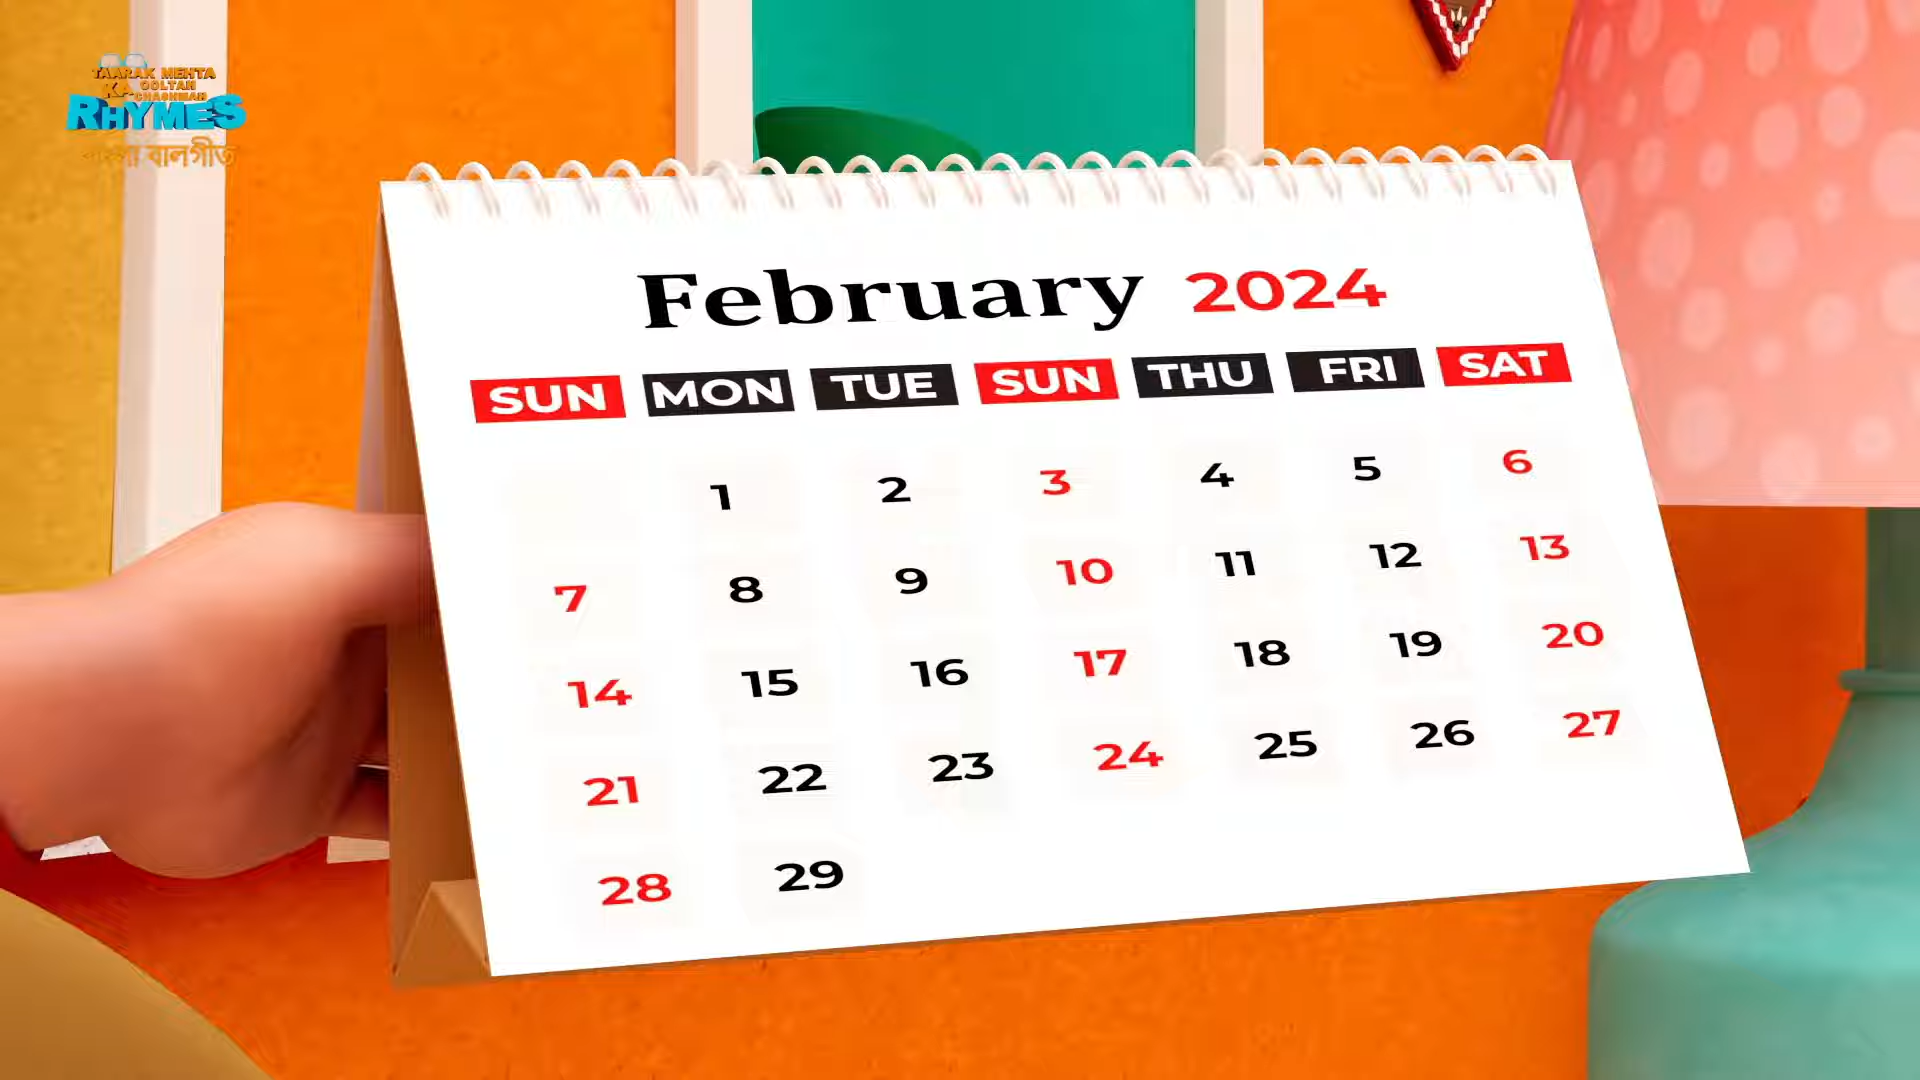 TAARAK MEHTA
KA OOLTAH
CHASHMAH
RHYMES
বাংলা বালগীত
February 2024
SUN MON TUE SUN THU FRI SAT
1 2 3 4 5 6
7 8 9 10 11 12 13
14 15 16 17 18 19 20
21 22 23 24 25 26 27
28 29